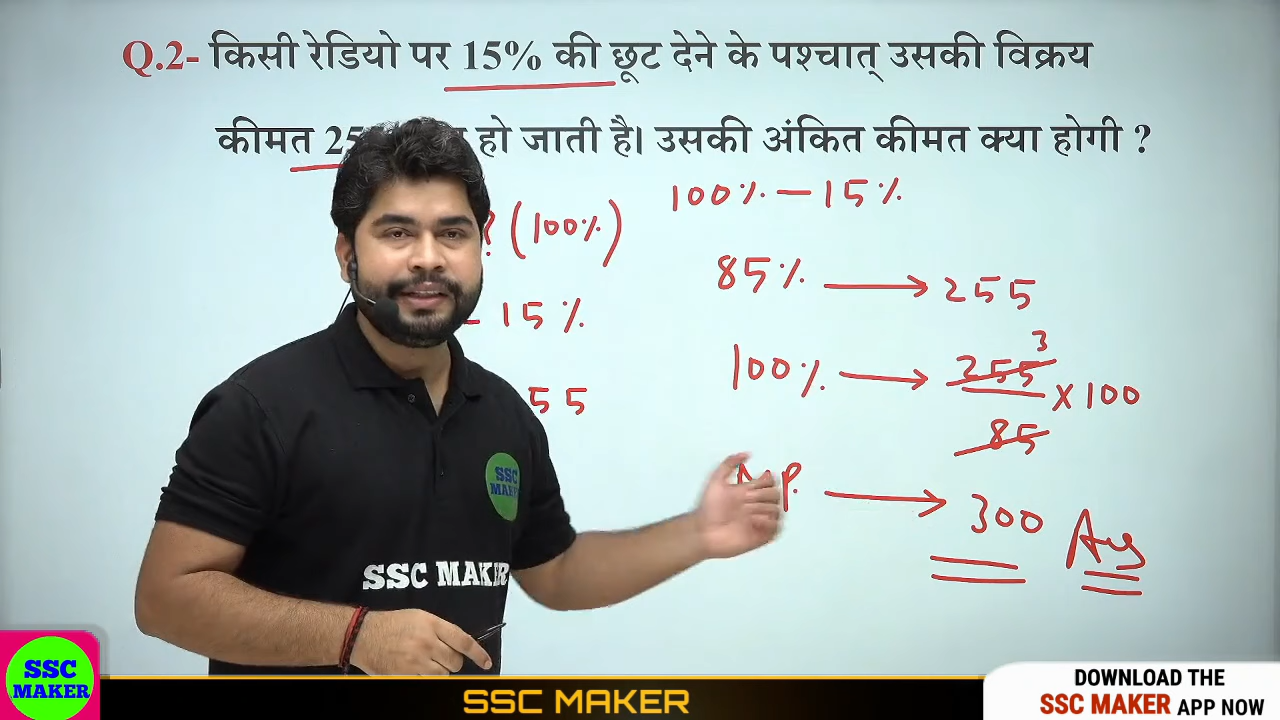 Q.2- किसी रेडियो पर 15% की छूट देने के पश्चात् उसकी विक्रय
कीमत हो जाती है। उसकी अंकित कीमत क्या होगी ?
? (100%)
- 15%
55
100% - 15%
85% → 255
100% → 255 3 × 100
85
→ 300 Ans
SSC
MAKER
SSC MAKER
SSC
MAKER
SSC MAKER
DOWNLOAD THE
SSC MAKER APP NOW